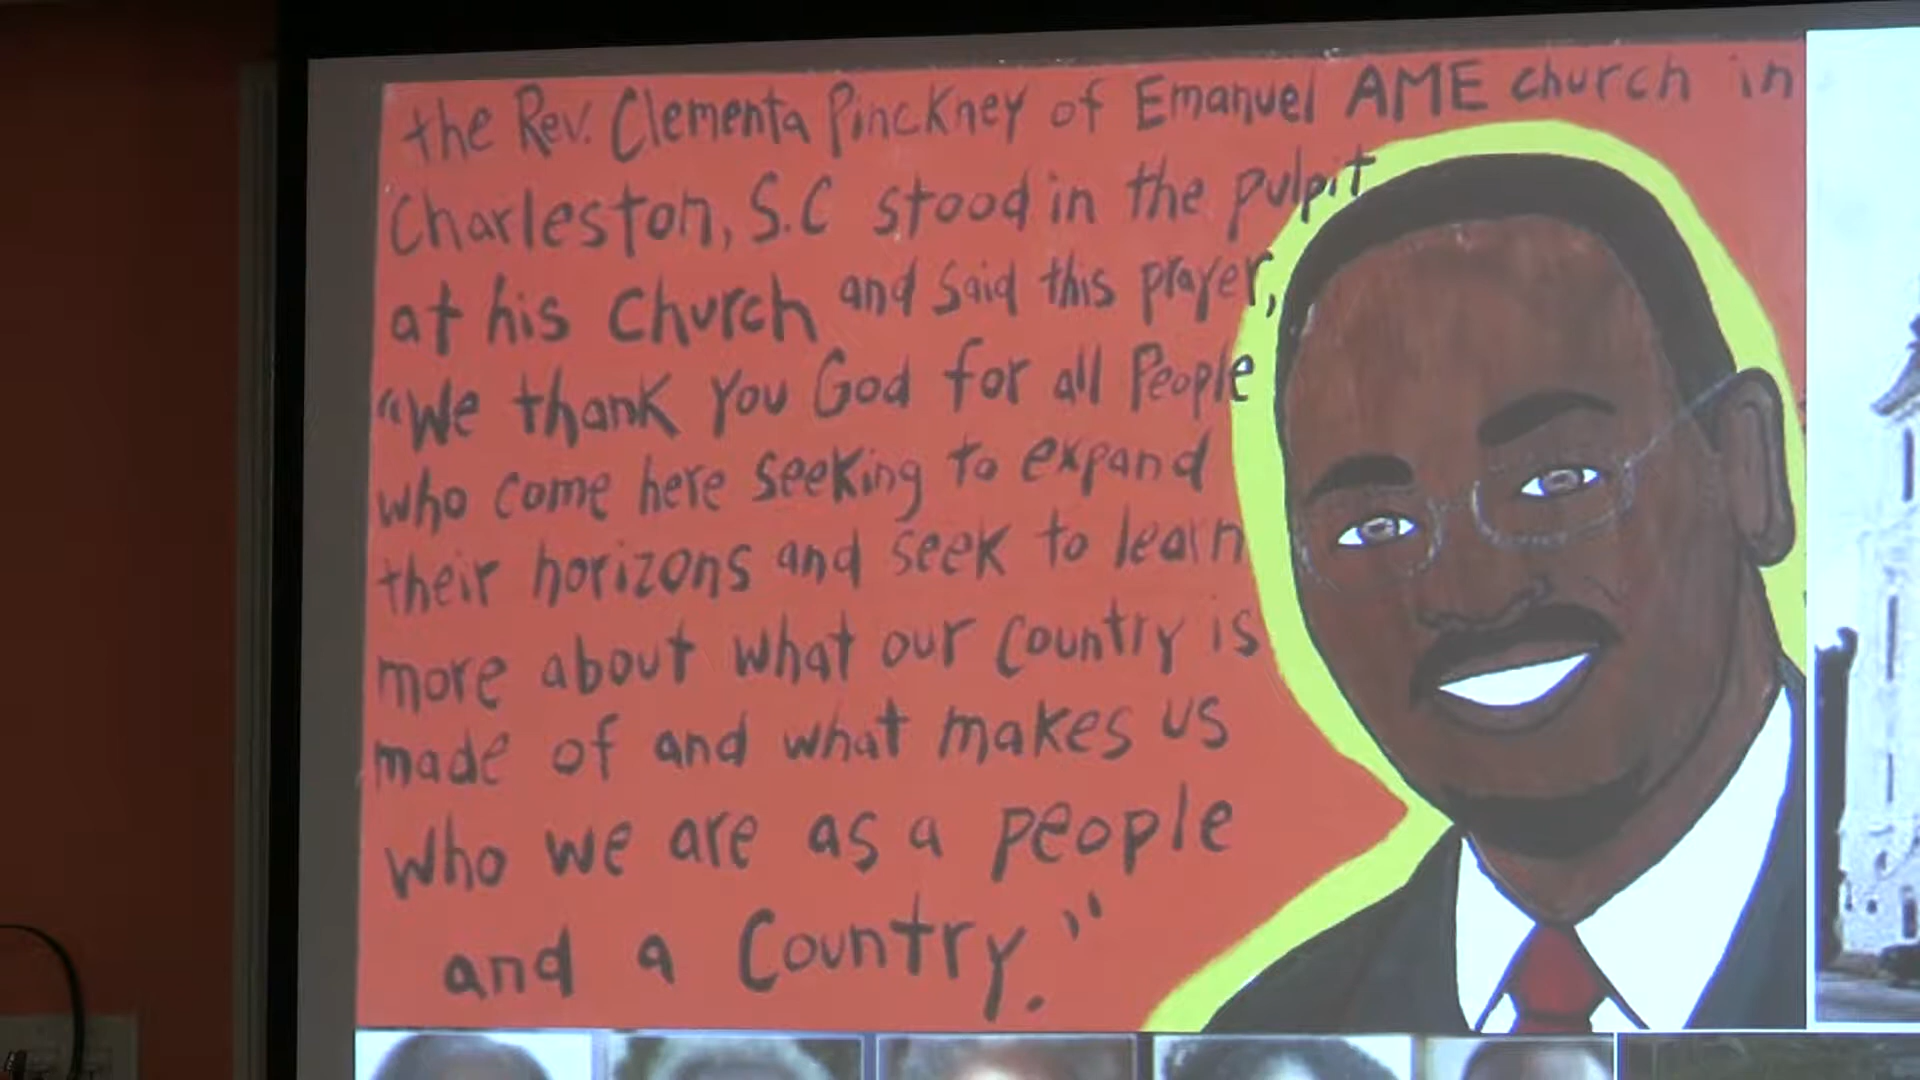 the Rev. Clementa Pinckney of Emanuel AME church in
Charleston, S.C stood in the pulpit
at his Church and said this prayer,
"We thank you God for all People
who come here seeking to expand
their horizons and seek to learn
more about what our country is
made of and what makes us
who we are as a people
and a Country."